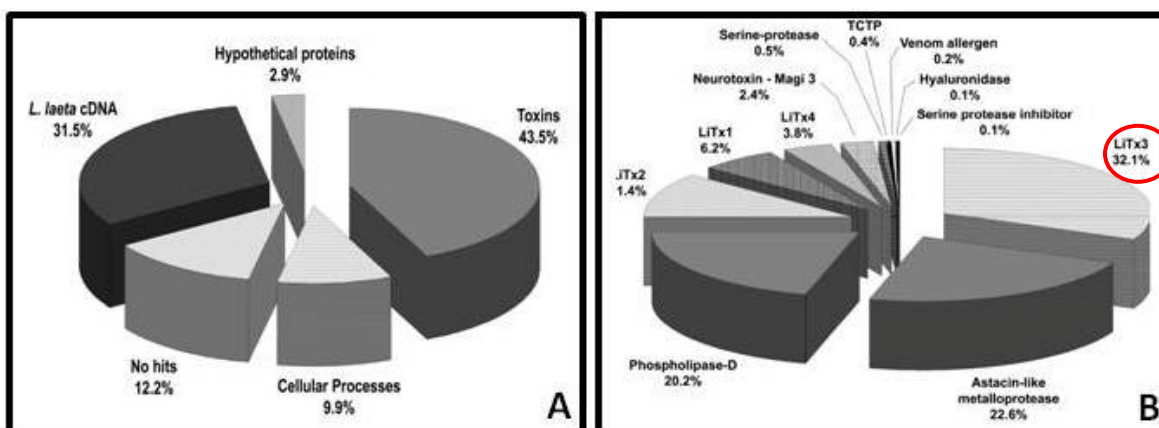 Hypothetical proteins
2.9%
L. laeta cDNA
31.5%
Toxins
43.5%
No hits
12.2%
Cellular Processes
9.9%
A
TCTP
0.4%
Serine-protease
0.5%
Venom allergen
0.2%
Neurotoxin - Magi 3
2.4%
Hyaluronidase
0.1%
LiTx4
3.8%
Serine protease inhibitor
0.1%
LiTx1
6.2%
LiTx3
32.1%
iTx2
1.4%
Phospholipase-D
20.2%
Astacin-like
metalloprotease
22.6%
B